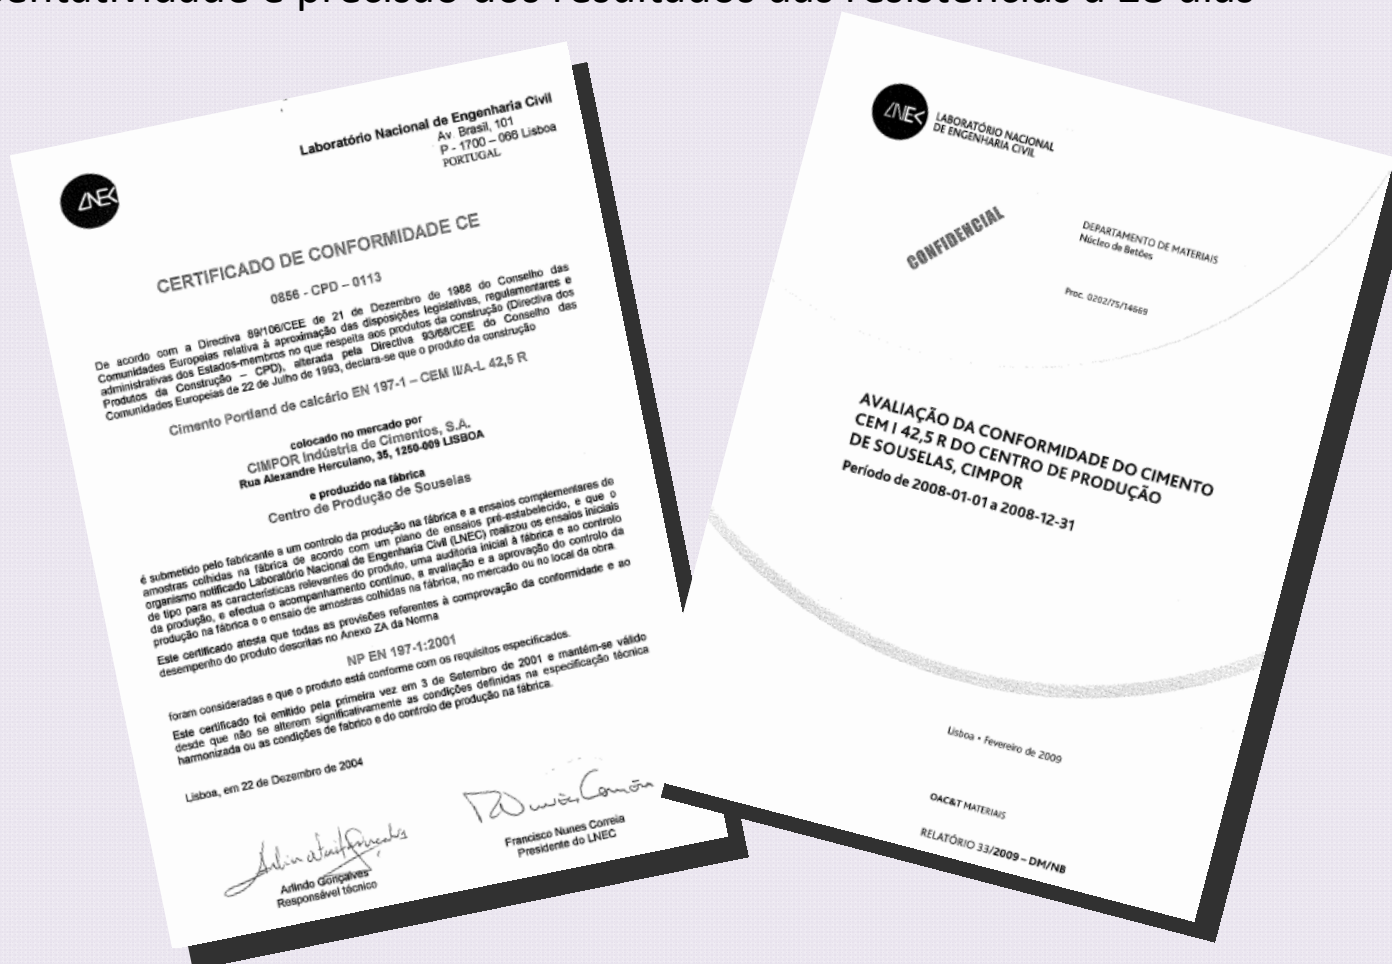 e precisão dos resultados das resistências a 28 dias
Laboratório Nacional de Engenharia Civil
Av. Brasil, 101
P - 1700 – 066 Lisboa
PORTUGAL
LNEC
CERTIFICADO DE CONFORMIDADE CE
0856 - CPD – 0113
De acordo com a Directiva 89/106/CEE de 21 de Dezembro de 1988 do Conselho das
Comunidades Europeias relativa à aproximação das disposições legislativas, regulamentares e
administrativas dos Estados-membros no que respeita aos produtos da construção (Directiva dos
Produtos da Construção – CPD), alterada pela Directiva 93/68/CEE do Conselho das
Comunidades Europeias de 22 de Julho de 1993, declara-se que o produto da construção
Cimento Portland de calcário EN 197-1 – CEM II/A-L 42,5 R
colocado no mercado por
CIMPOR Indústria de Cimentos, S.A.
Rua Alexandre Herculano, 35, 1250-009 LISBOA
e produzido na fábrica
Centro de Produção de Souselas
é submetido pelo fabricante a um controlo da produção na fábrica e a ensaios complementares de
amostras colhidas na fábrica de acordo com um plano de ensaios pré-estabelecido, e que o
organismo notificado Laboratório Nacional de Engenharia Civil (LNEC) realizou os ensaios iniciais
de tipo para as características relevantes do produto, uma auditoria inicial à fábrica e ao controlo
da produção, e efectua o acompanhamento contínuo, a avaliação e a aprovação do controlo da
produção na fábrica e o ensaio de amostras colhidas na fábrica, no mercado ou no local da obra.
Este certificado atesta que todas as provisões referentes à comprovação da conformidade e ao
desempenho do produto descritas no Anexo ZA da Norma
NP EN 197-1:2001
foram consideradas e que o produto está conforme com os requisitos especificados.
Este certificado foi emitido pela primeira vez em 3 de Setembro de 2001 e mantém-se válido
desde que não se alterem significativamente as condições definidas na especificação técnica
harmonizada ou as condições de fabrico e do controlo de produção na fábrica.
Lisboa, em 22 de Dezembro de 2004
Arlindo Gonçalves
Responsável técnico
Francisco Nunes Correia
Presidente do LNEC
LNEC
LABORATÓRIO NACIONAL
DE ENGENHARIA CIVIL
CONFIDENCIAL
DEPARTAMENTO DE MATERIAIS
Núcleo de Betões
Proc. 0202/75/14669
AVALIAÇÃO DA CONFORMIDADE DO CIMENTO
CEM I 42,5 R DO CENTRO DE PRODUÇÃO
DE SOUSELAS, CIMPOR
Período de 2008-01-01 a 2008-12-31
Lisboa • Fevereiro de 2009
OAC&T MATERIAIS
RELATÓRIO 33/2009 – DM/NB